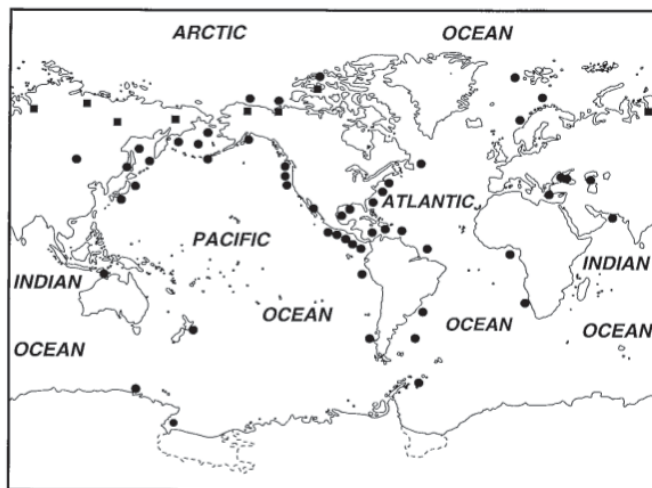 ARCTIC OCEAN
ATLANTIC
PACIFIC
INDIAN INDIAN
OCEAN OCEAN OCEAN
OCEAN